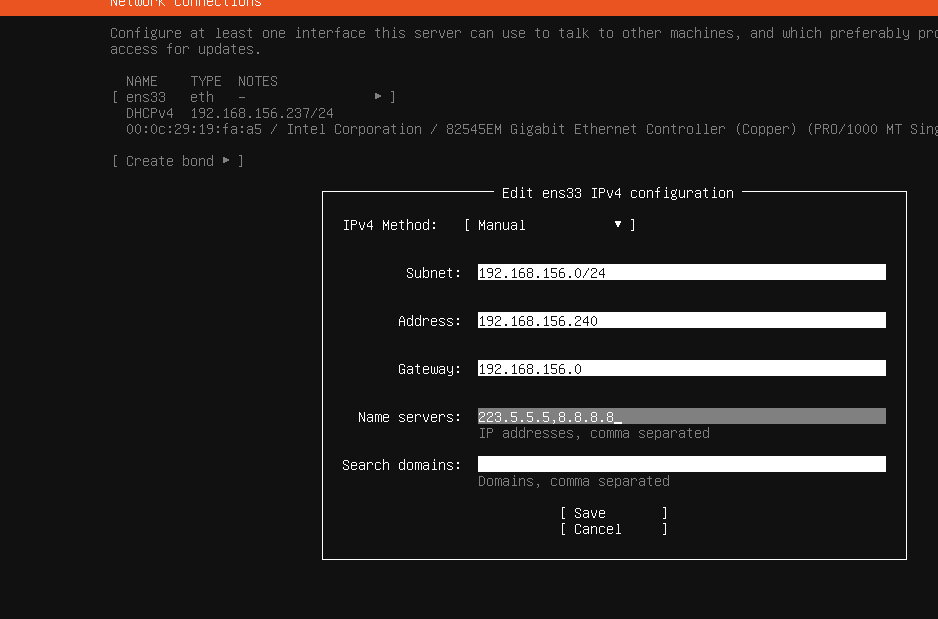 Network connections
Configure at least one interface this server can use to talk to other machines, and which preferably pro
access for updates.
NAME TYPE NOTES
[ ens33 eth - ▸ ]
DHCPv4 192.168.156.237/24
00:0c:29:19:fa:a5 / Intel Corporation / 82545EM Gigabit Ethernet Controller (Copper) (PRO/1000 MT Sing
[ Create bond ▸ ]
Edit ens33 IPv4 configuration
IPv4 Method: [ Manual ▾ ]
Subnet: 192.168.156.0/24
Address: 192.168.156.240
Gateway: 192.168.156.0
Name servers: 223.5.5.5,8.8.8.8_
IP addresses, comma separated
Search domains:
Domains, comma separated
[ Save ]
[ Cancel ]